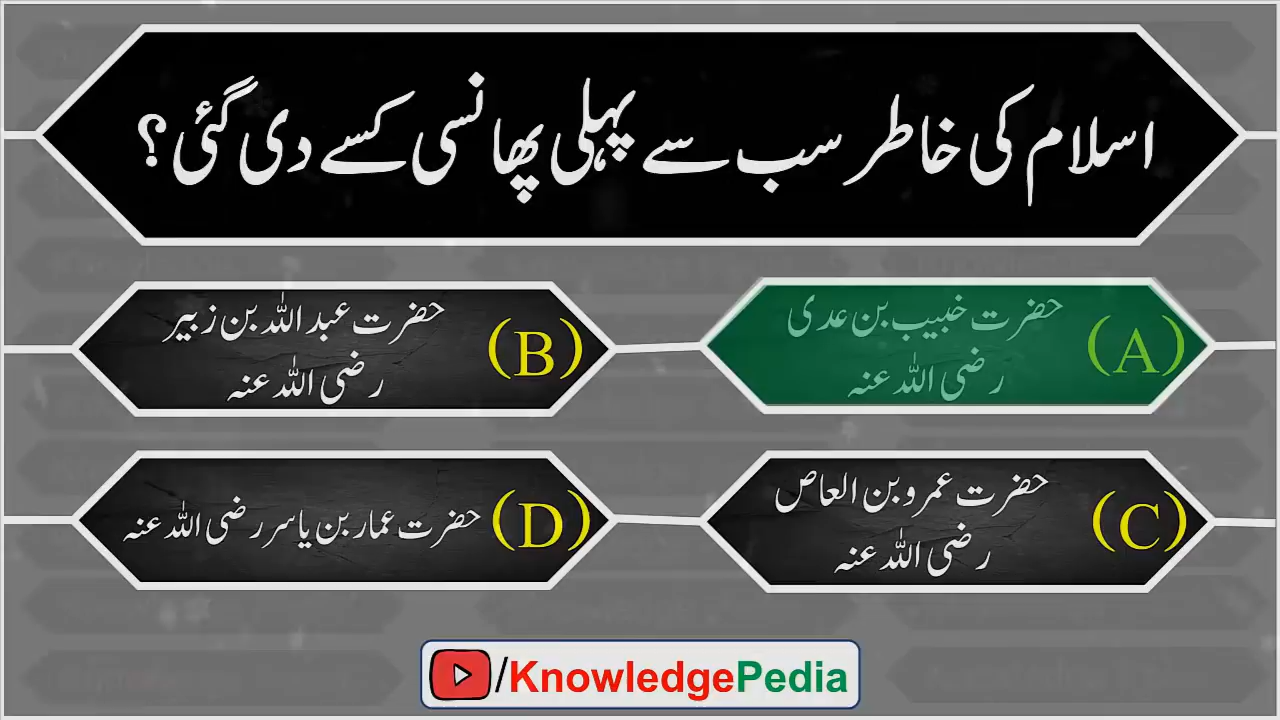 اسلام کی خاطر سب سے پہلی پھانسی کسے دی گئی؟
(A) حضرت خبیب بن عدی
رضی اللہ عنہ
(B) حضرت عبد اللہ بن زبیر
رضی اللہ عنہ
(C) حضرت عمرو بن العاص
رضی اللہ عنہ
(D) حضرت عمار بن یاسر رضی اللہ عنہ
/KnowledgePedia